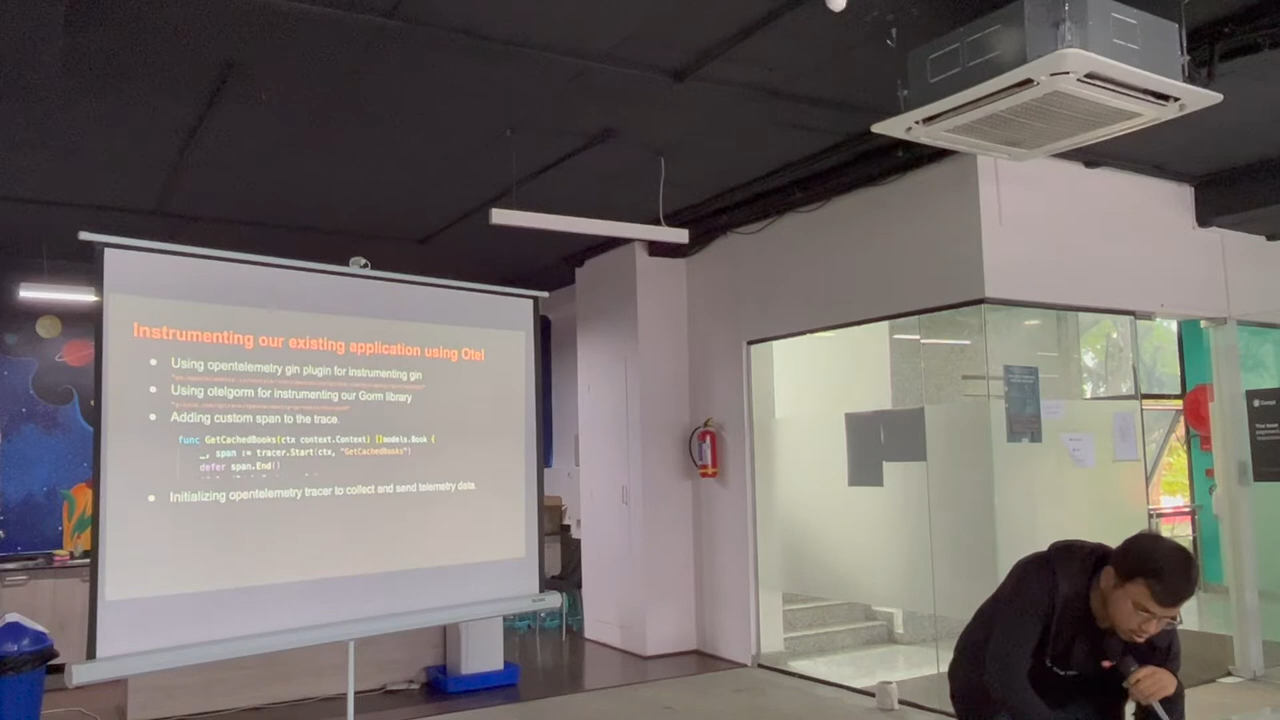 Instrumenting our existing application using Otel
Using opentelemetry gin plugin for instrumenting gin
Using otelgorm for instrumenting our Gorm library
Adding custom span to the trace.
func GetCachedBooks(ctx context.Context) []models.Book {
_, span := tracer.Start(ctx, "GetCachedBooks")
defer span.End()
Initializing opentelemetry tracer to collect and send telemetry data.